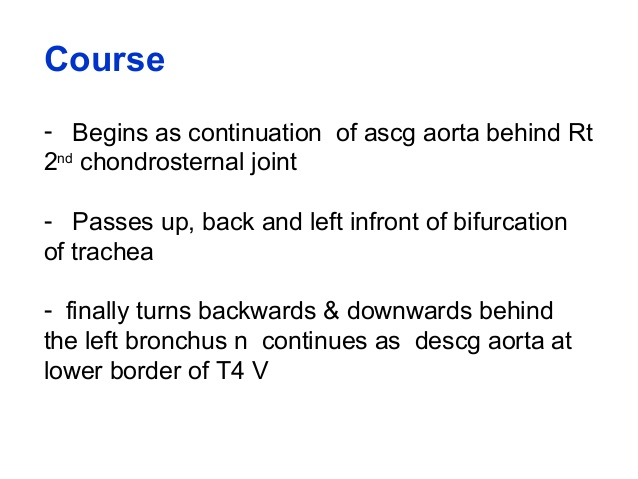 Course
- Begins as continuation of ascg aorta behind Rt
2nd chondrosternal joint
- Passes up, back and left infront of bifurcation
of trachea
- finally turns backwards & downwards behind
the left bronchus n continues as descg aorta at
lower border of T4 V